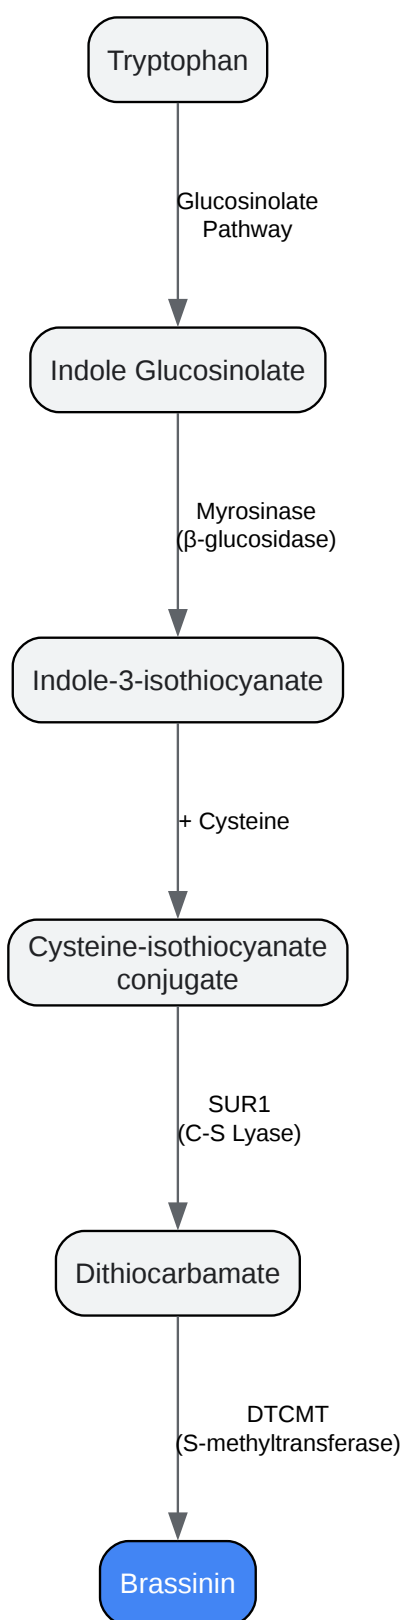 Tryptophan
Glucosinolate
Pathway
Indole Glucosinolate
Myrosinase
(β-glucosidase)
Indole-3-isothiocyanate
+ Cysteine
Cysteine-isothiocyanate
conjugate
SUR1
(C-S Lyase)
Dithiocarbamate
DTCMT
(S-methyltransferase)
Brassinin